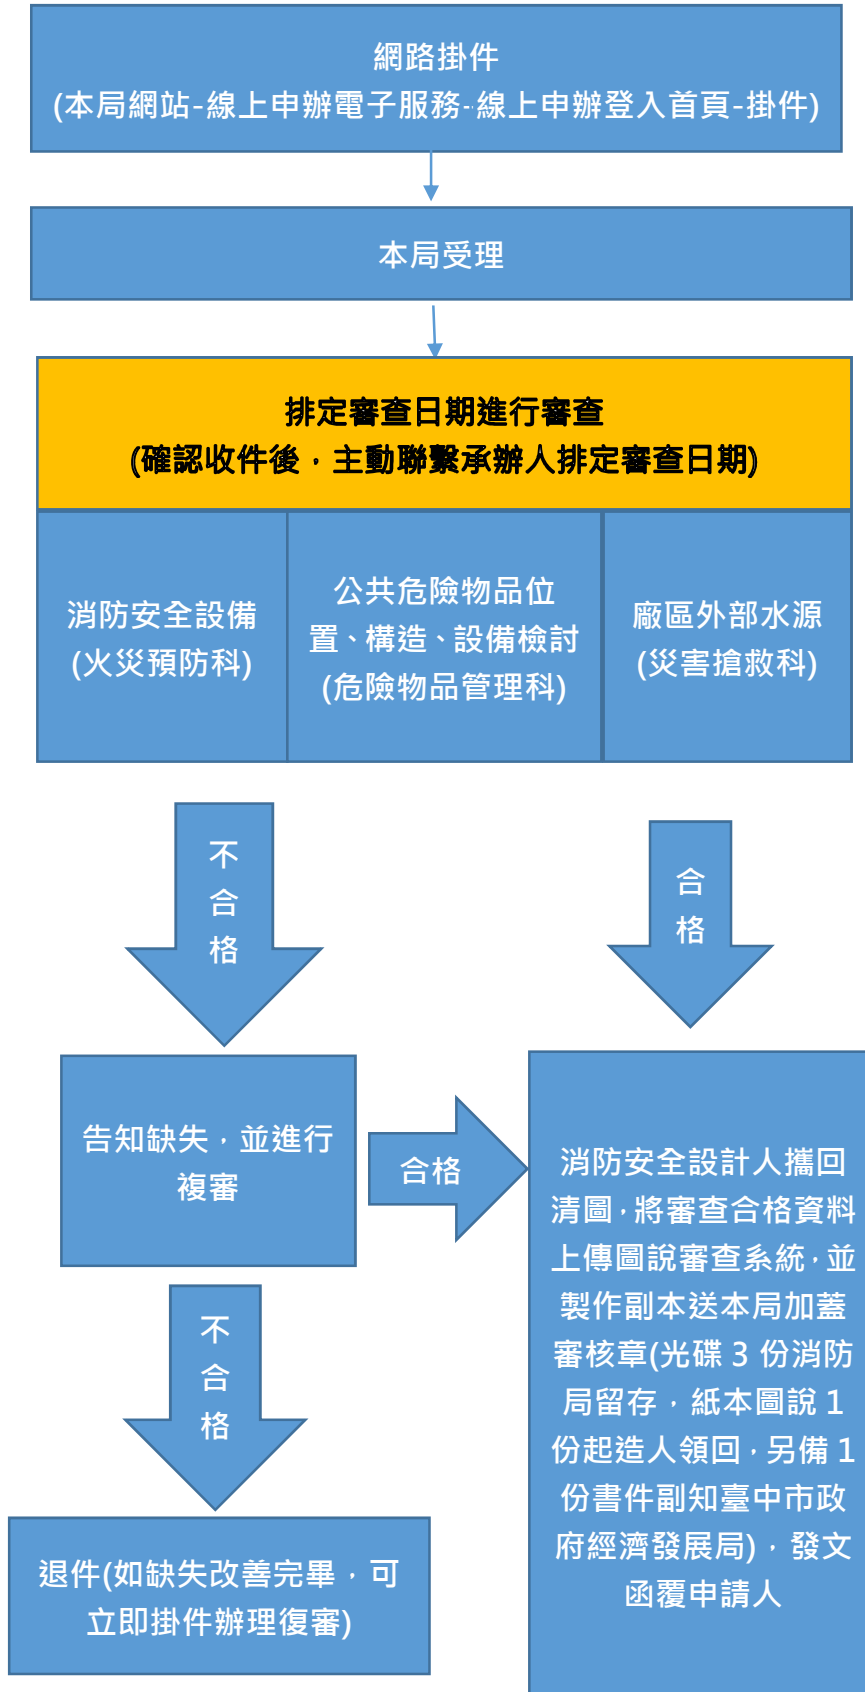 網路掛件
(本局網站-線上申辦電子服務-線上申辦登入首頁-掛件)
本局受理
排定審查日期進行審查
(確認收件後，主動聯繫承辦人排定審查日期)
消防安全設備
(火災預防科)
公共危險物品位
置、構造、設備檢討
(危險物品管理科)
廠區外部水源
(災害搶救科)
不
合
格
合
格
告知缺失，並進行
複審
合格
消防安全設計人攜回
清圖，將審查合格資料
上傳圖說審查系統，並
製作副本送本局加蓋
審核章(光碟 3 份消防
局留存，紙本圖說 1
份起造人領回，另備 1
份書件副知臺中市政
府經濟發展局)，發文
函覆申請人
不
合
格
退件(如缺失改善完畢，可
立即掛件辦理復審)